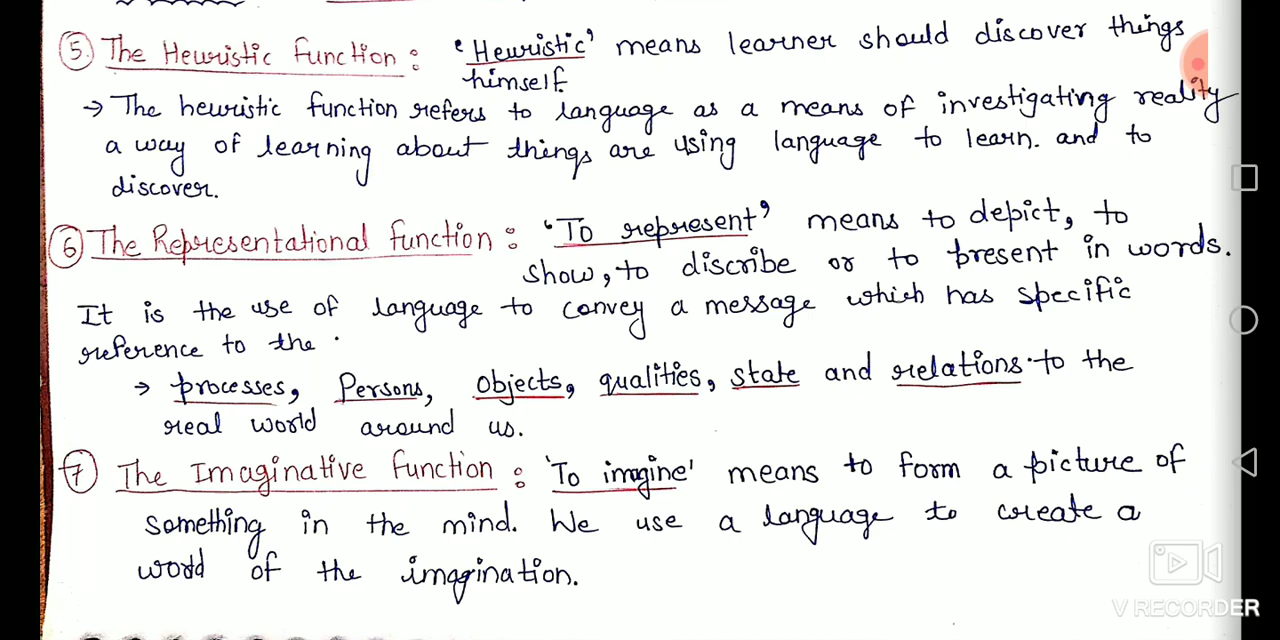 ⑤ The Heuristic function : 'Heuristic' means learner should discover things
himself.
→ The heuristic function refers to language as a means of investigating reality
a way of learning about things are using language to learn. and to
discover.
⑥ The Representational function : 'To represent' means to depict, to
show, to discribe or to present in words.
It is the use of language to convey a message which has specific
reference to the
→ processes, Persons, objects, qualities, state and relations to the
real world around us.
⑦ The Imaginative function : 'To imagine' means to form a picture of
something in the mind. We use a language to create a
world of the imagination.
V RECORDER